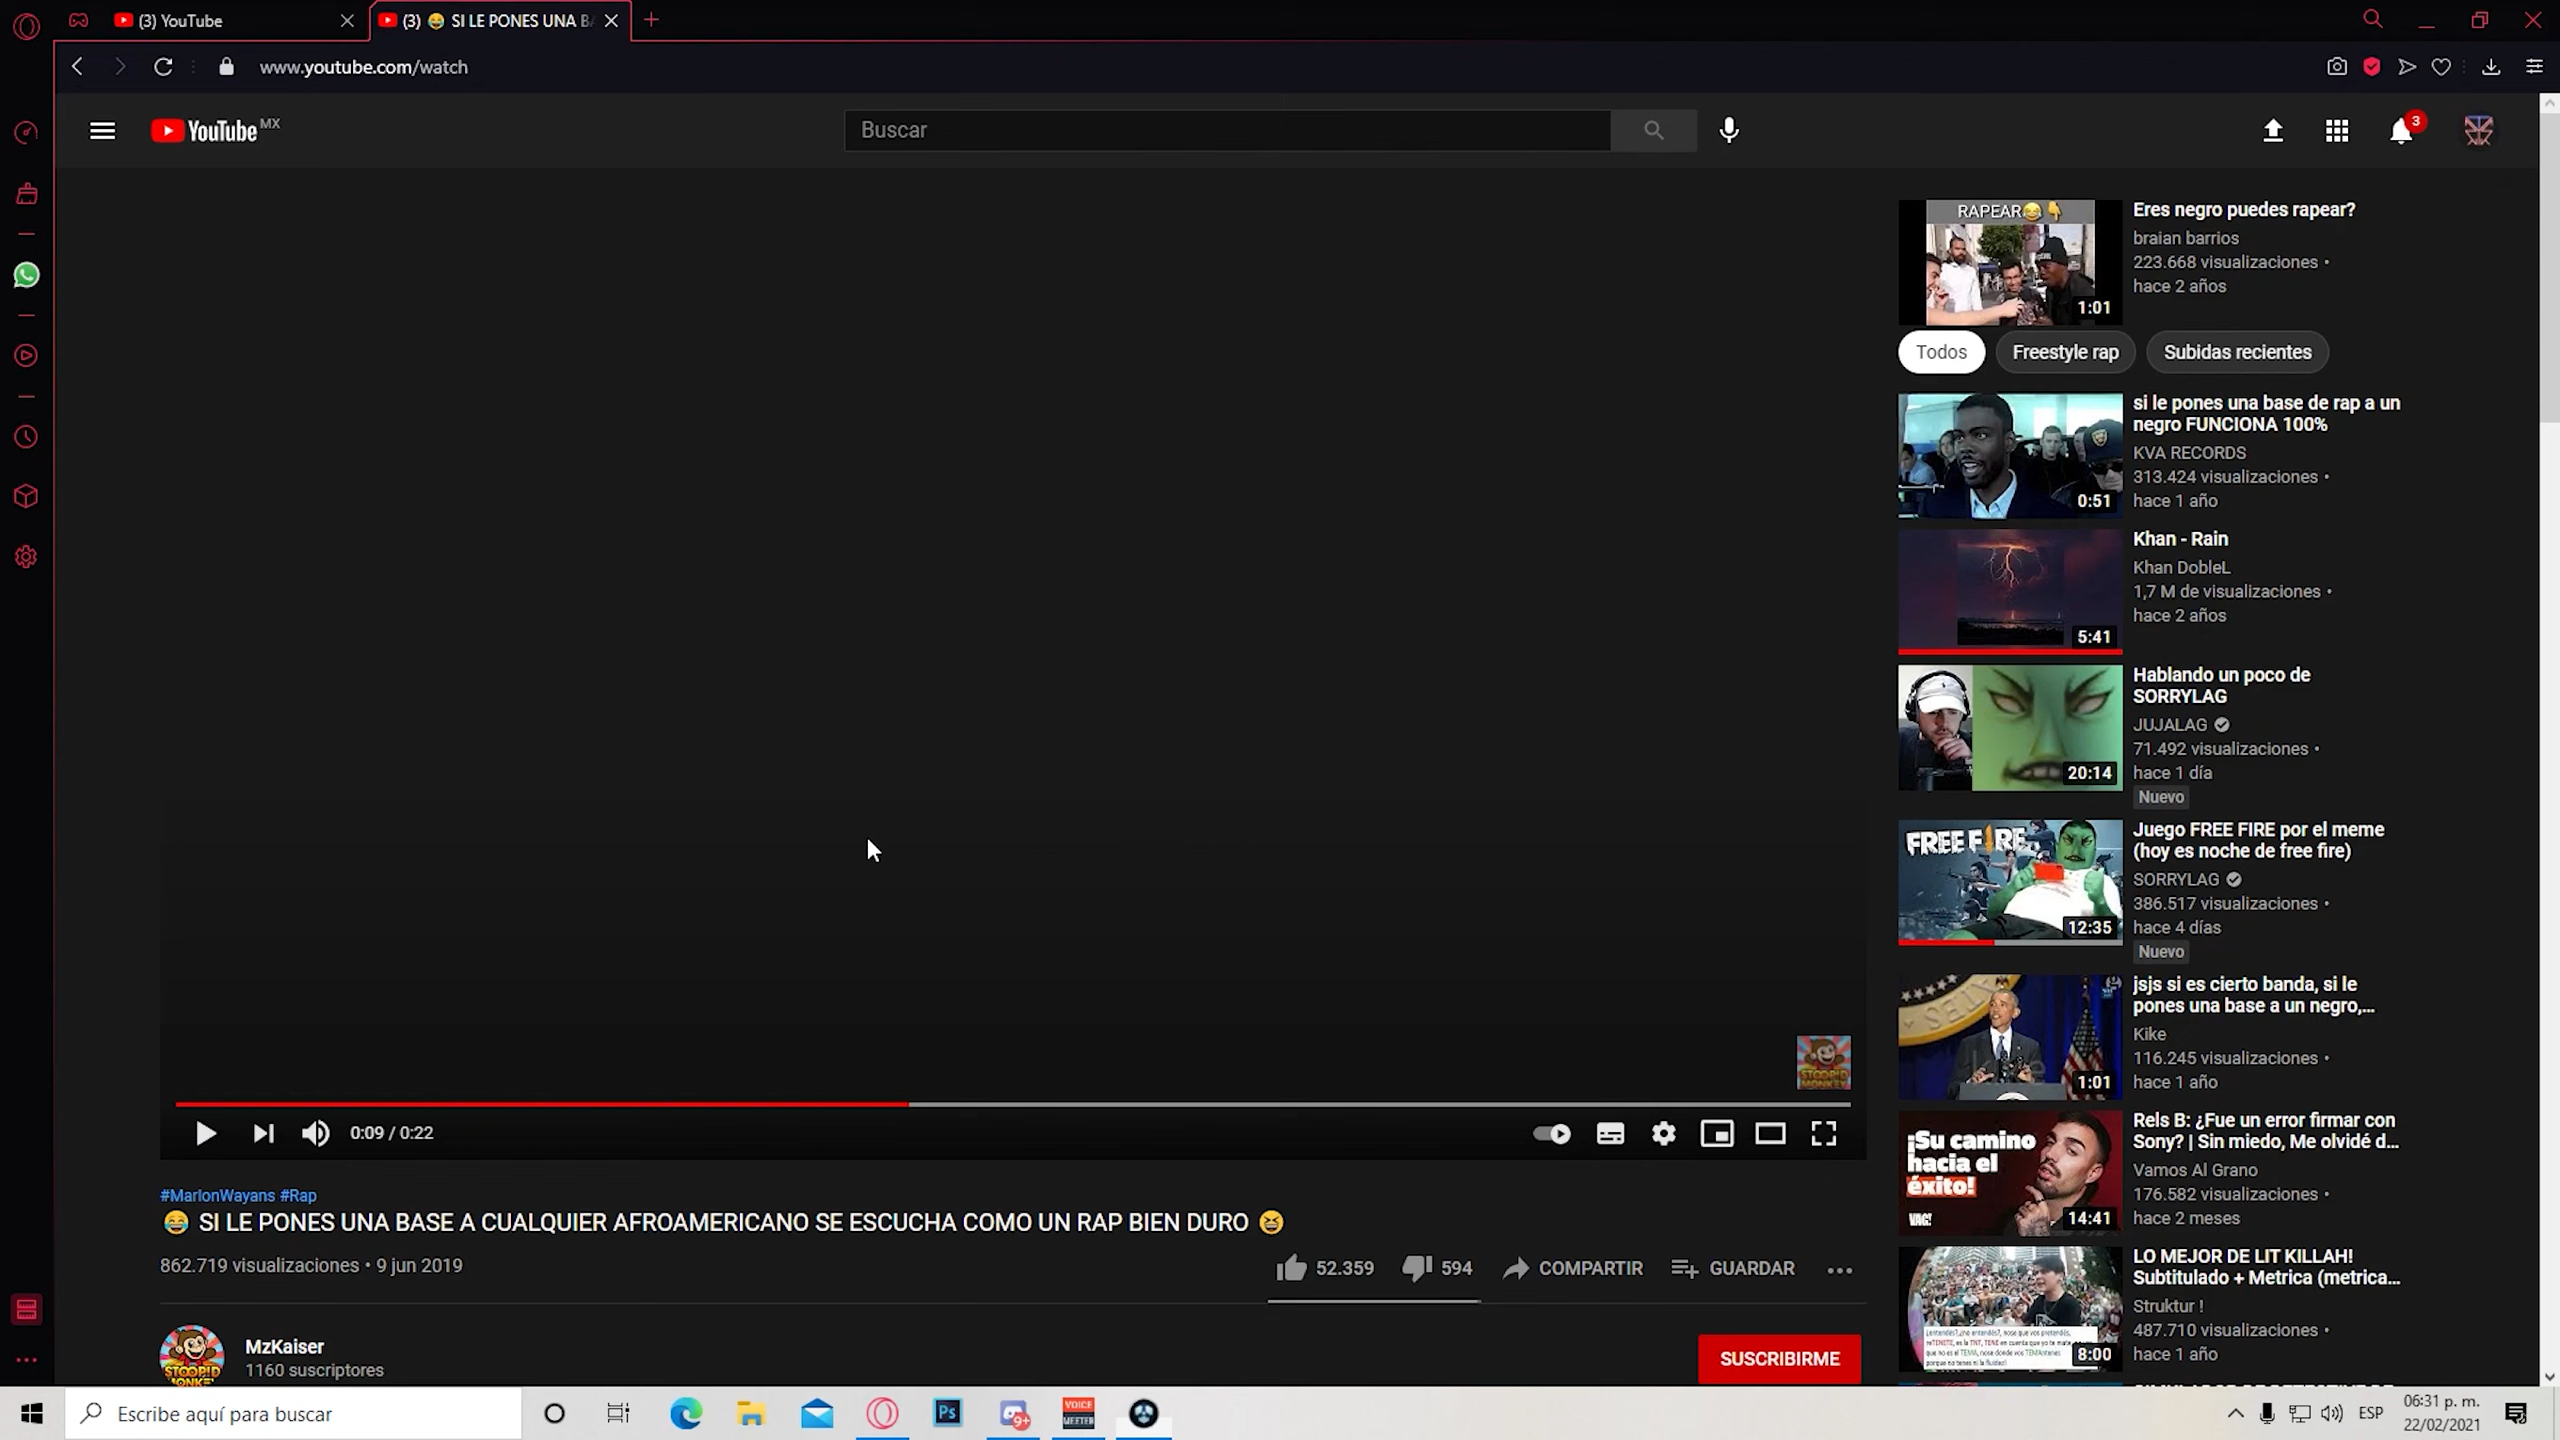 (3) YouTube
(3) 😂 SI LE PONES UNA B
www.youtube.com/watch
YouTube MX
Buscar
3
RAPEAR😂👇
1:01
Eres negro puedes rapear?
braian barrios
223.668 visualizaciones •
hace 2 años
Todos
Freestyle rap
Subidas recientes
0:51
si le pones una base de rap a un
negro FUNCIONA 100%
KVA RECORDS
313.424 visualizaciones •
hace 1 año
5:41
Khan - Rain
Khan DobleL
1,7 M de visualizaciones •
hace 2 años
20:14
Hablando un poco de
SORRYLAG
JUJALAG
71.492 visualizaciones •
hace 1 día
Nuevo
FREE FIRE
12:35
Juego FREE FIRE por el meme
(hoy es noche de free fire)
SORRYLAG
386.517 visualizaciones •
hace 4 días
Nuevo
1:01
jsjs si es cierto banda, si le
pones una base a un negro,...
Kike
116.245 visualizaciones •
hace 1 año
¡Su camino
hacia el
éxito!
VAG!
14:41
Rels B: ¿Fue un error firmar con
Sony? | Sin miedo, Me olvidé d...
Vamos Al Grano
176.582 visualizaciones •
hace 2 meses
8:00
LO MEJOR DE LIT KILLAH!
Subtitulado + Metrica (metrica...
Struktur !
487.710 visualizaciones •
hace 1 año
STOOPID
MONKEY
0:09 / 0:22
#MarlonWayans #Rap
😂 SI LE PONES UNA BASE A CUALQUIER AFROAMERICANO SE ESCUCHA COMO UN RAP BIEN DURO 😆
862.719 visualizaciones • 9 jun 2019
52.359
594
COMPARTIR
GUARDAR
STOOPID
MONKEY
MzKaiser
1160 suscriptores
SUSCRIBIRME
Escribe aquí para buscar
Ps
9+
VOICE
MEETER
ESP
06:31 p. m.
22/02/2021